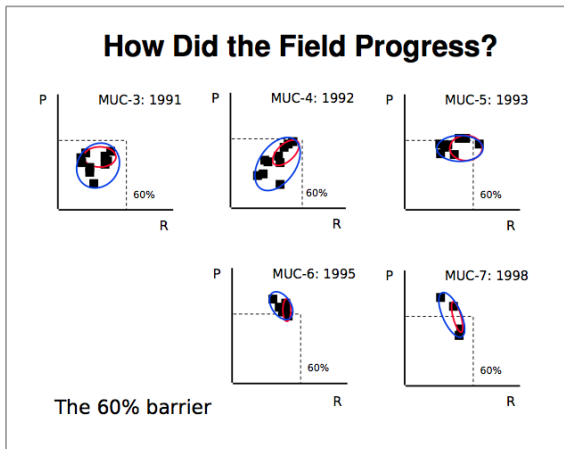 How Did the Field Progress?
P
MUC-3: 1991
60%
R
P
MUC-4: 1992
60%
R
P
MUC-5: 1993
60%
R
P
MUC-6: 1995
60%
R
P
MUC-7: 1998
60%
R
The 60% barrier